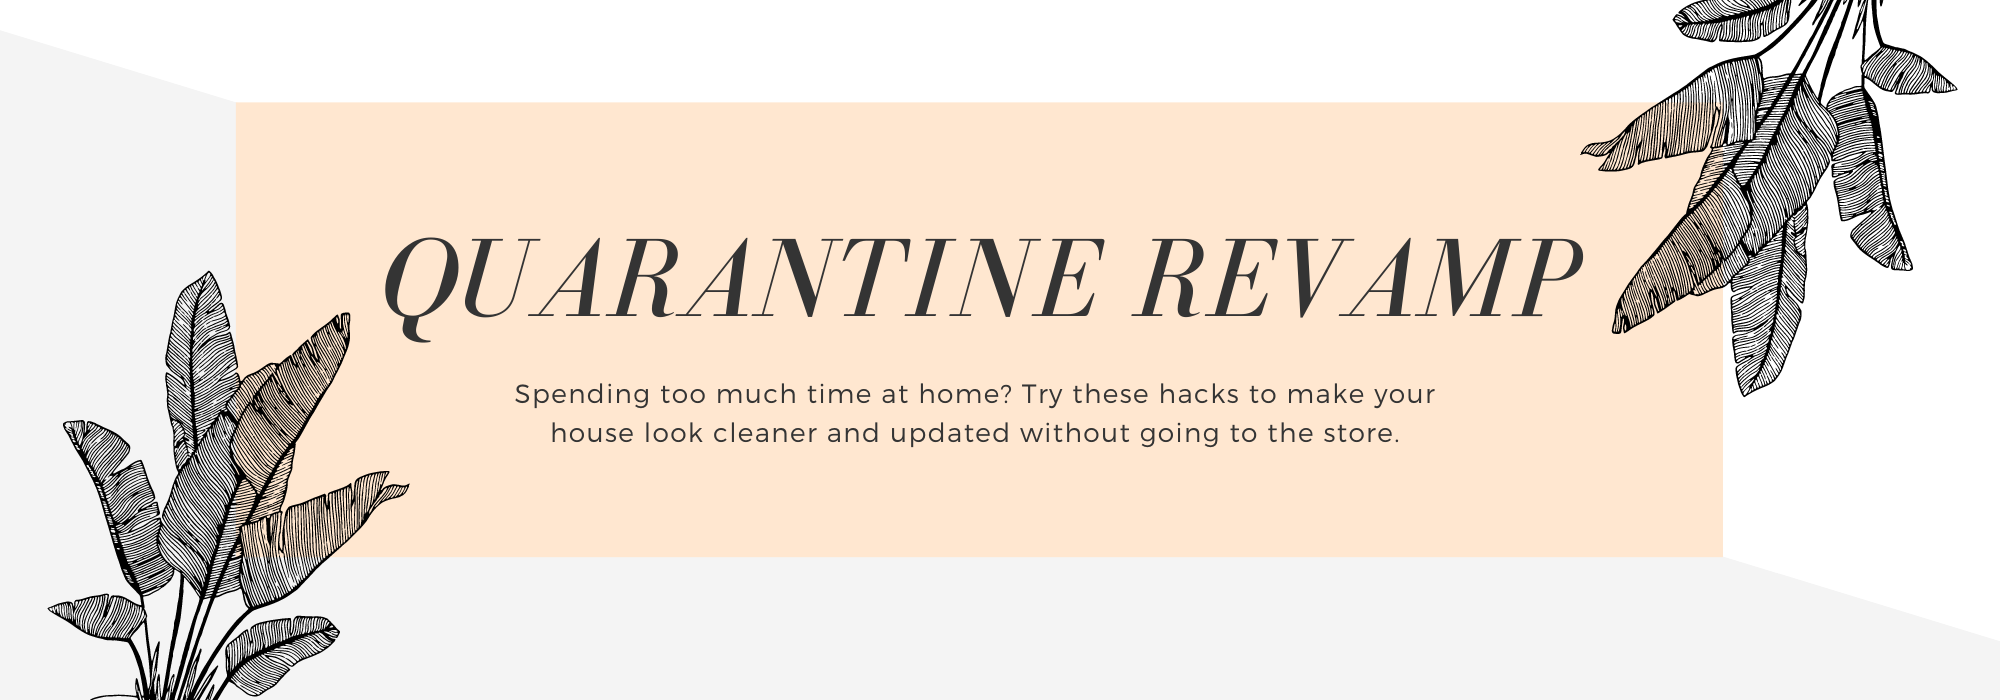 QUARANTINE REVAMP
Spending too much time at home? Try these hacks to make your
house look cleaner and updated without going to the store.